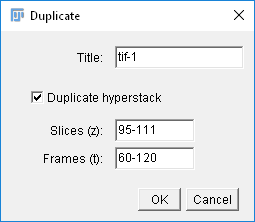 Duplicate
Title: tif-1
Duplicate hyperstack
Slices (z): 95-111
Frames (t): 60-120
OK Cancel